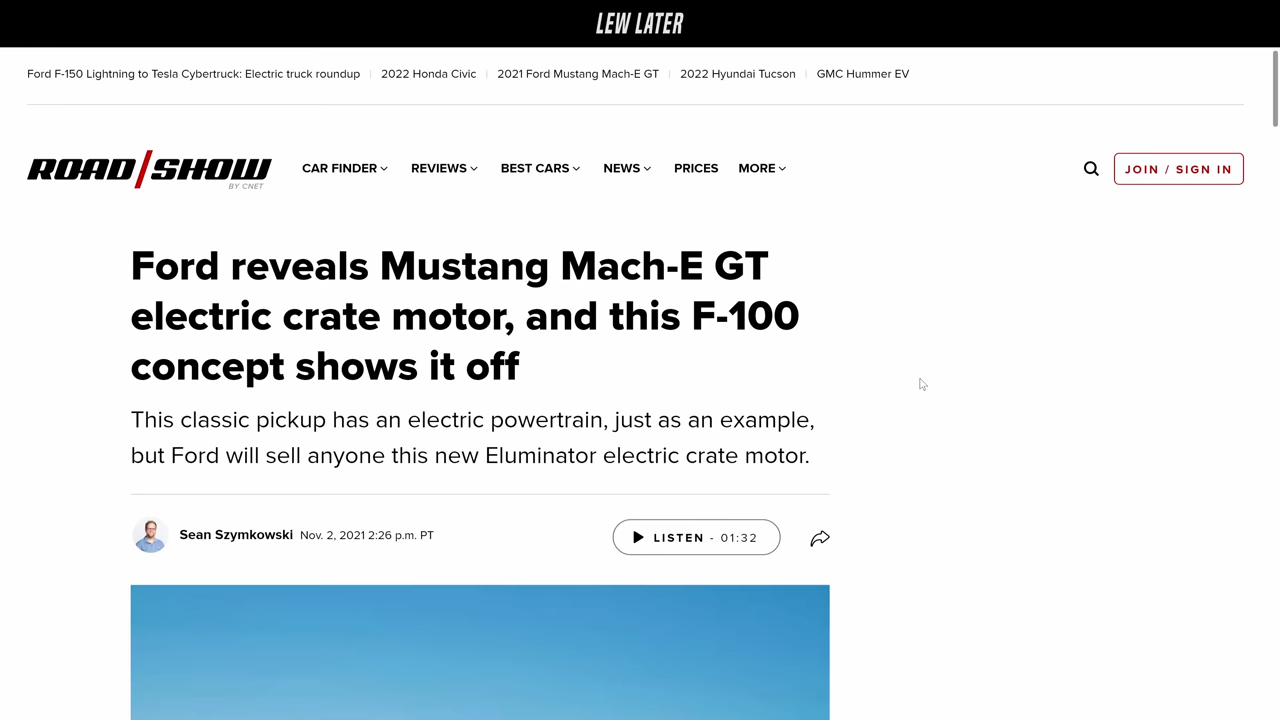 LEW LATER
Ford F-150 Lightning to Tesla Cybertruck: Electric truck roundup 2022 Honda Civic 2021 Ford Mustang Mach-E GT 2022 Hyundai Tucson GMC Hummer EV
ROAD/SHOW CAR FINDER REVIEWS BEST CARS NEWS PRICES MORE JOIN / SIGN IN
BY CNET
Ford reveals Mustang Mach-E GT
electric crate motor, and this F-100
concept shows it off
This classic pickup has an electric powertrain, just as an example,
but Ford will sell anyone this new Eluminator electric crate motor.
Sean Szymkowski Nov. 2, 2021 2:26 p.m. PT LISTEN - 01:32